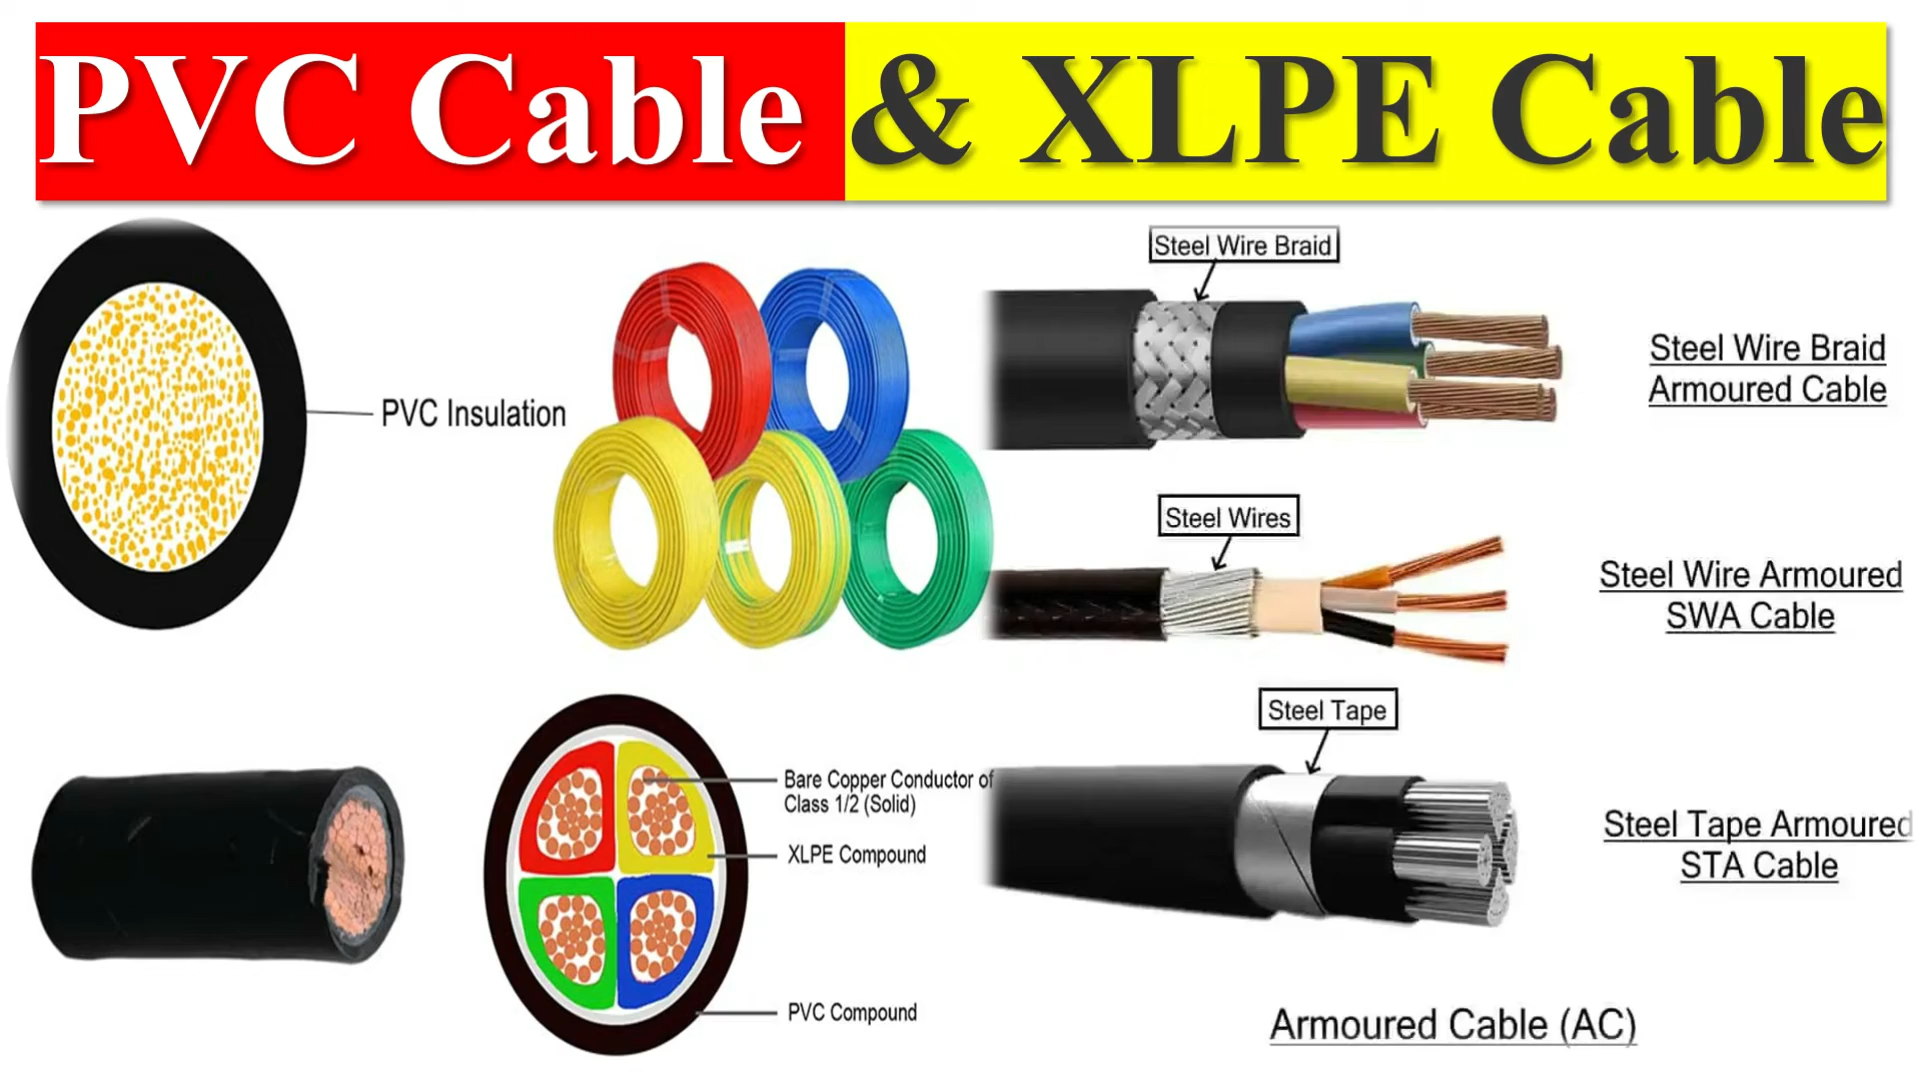 PVC Cable & XLPE Cable
PVC Insulation
Steel Wire Braid
Steel Wire Braid
Armoured Cable
Steel Wires
Steel Wire Armoured
SWA Cable
Bare Copper Conductor of
Class 1/2 (Solid)
XLPE Compound
PVC Compound
Steel Tape
Steel Tape Armoured
STA Cable
Armoured Cable (AC)